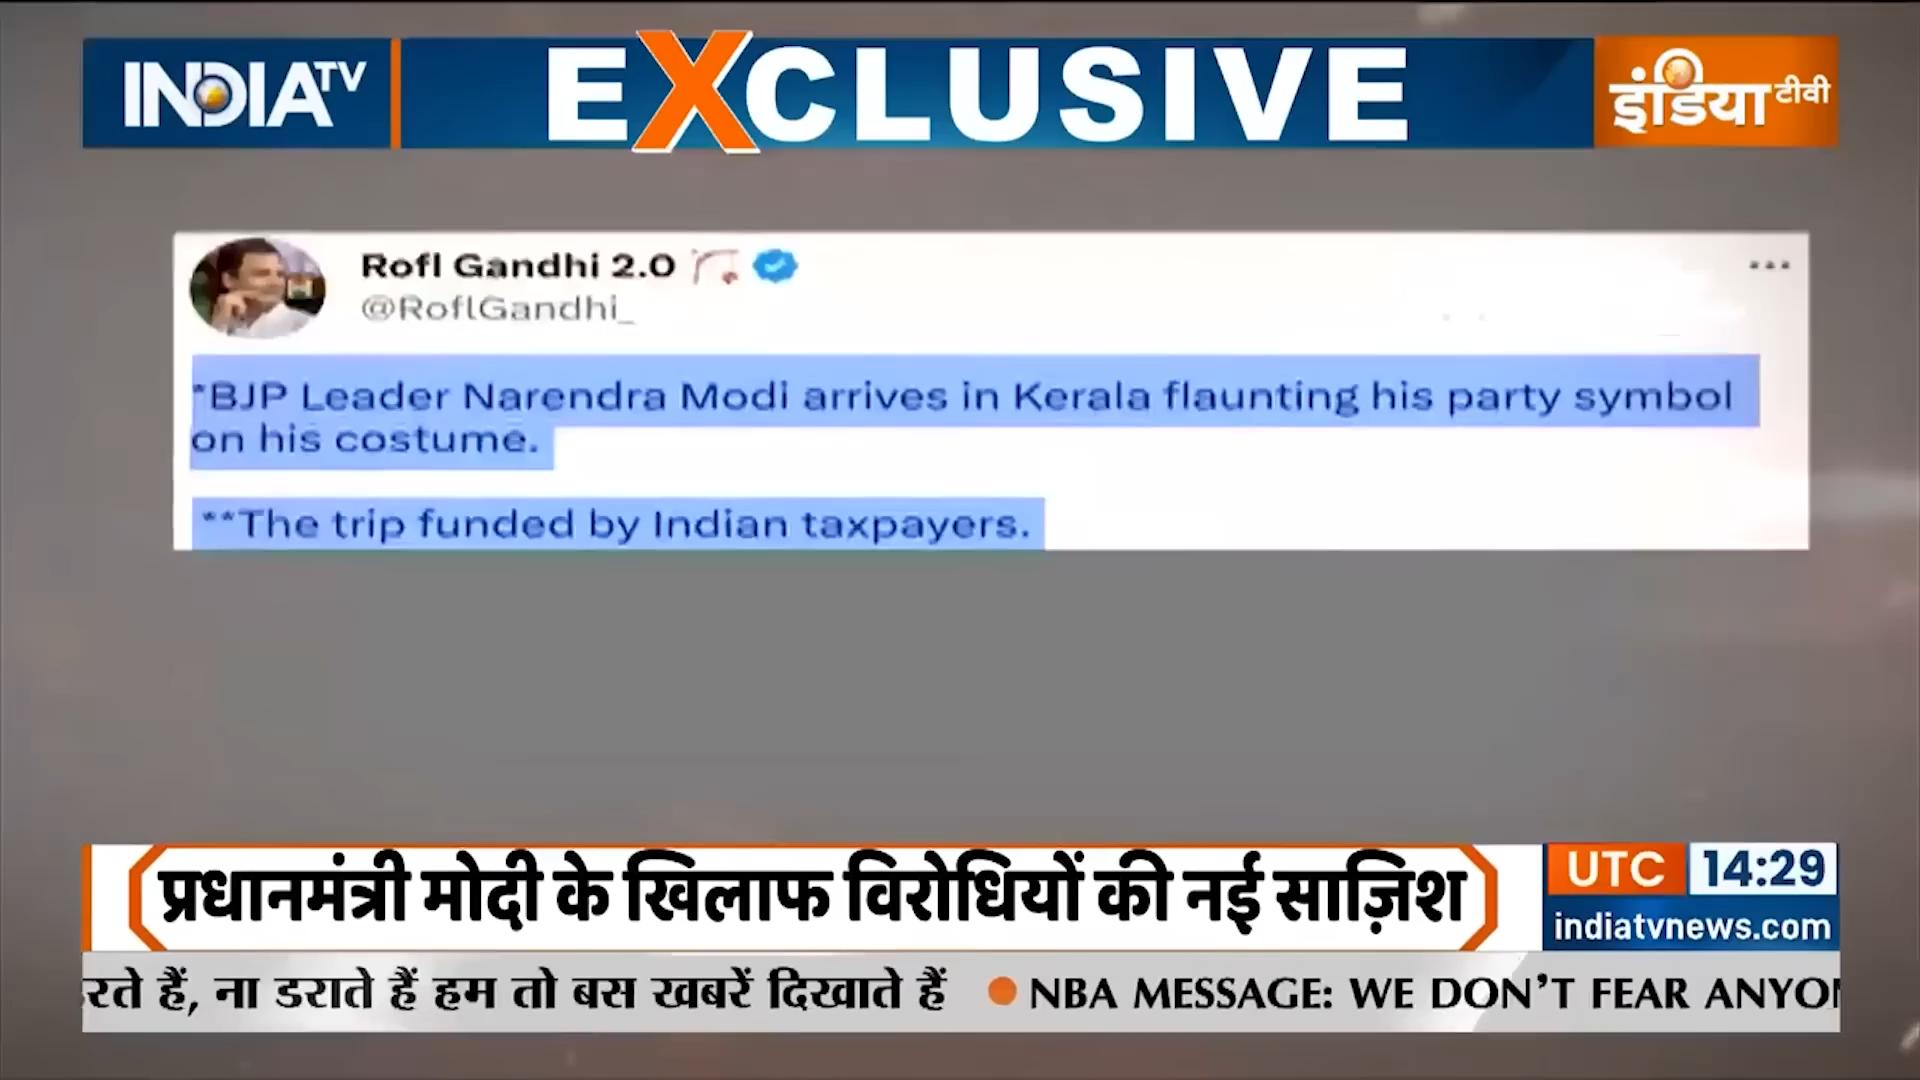 INDIA TV
EXCLUSIVE
इंडिया टीवी
Rofl Gandhi 2.0
@RoflGandhi_
*BJP Leader Narendra Modi arrives in Kerala flaunting his party symbol
on his costume.
**The trip funded by Indian taxpayers.
प्रधानमंत्री मोदी के खिलाफ विरोधियों की नई साज़िश
UTC 14:29
indiatvnews.com
रते हैं, ना डराते हैं हम तो बस खबरें दिखाते हैं ● NBA MESSAGE: WE DON'T FEAR ANYO